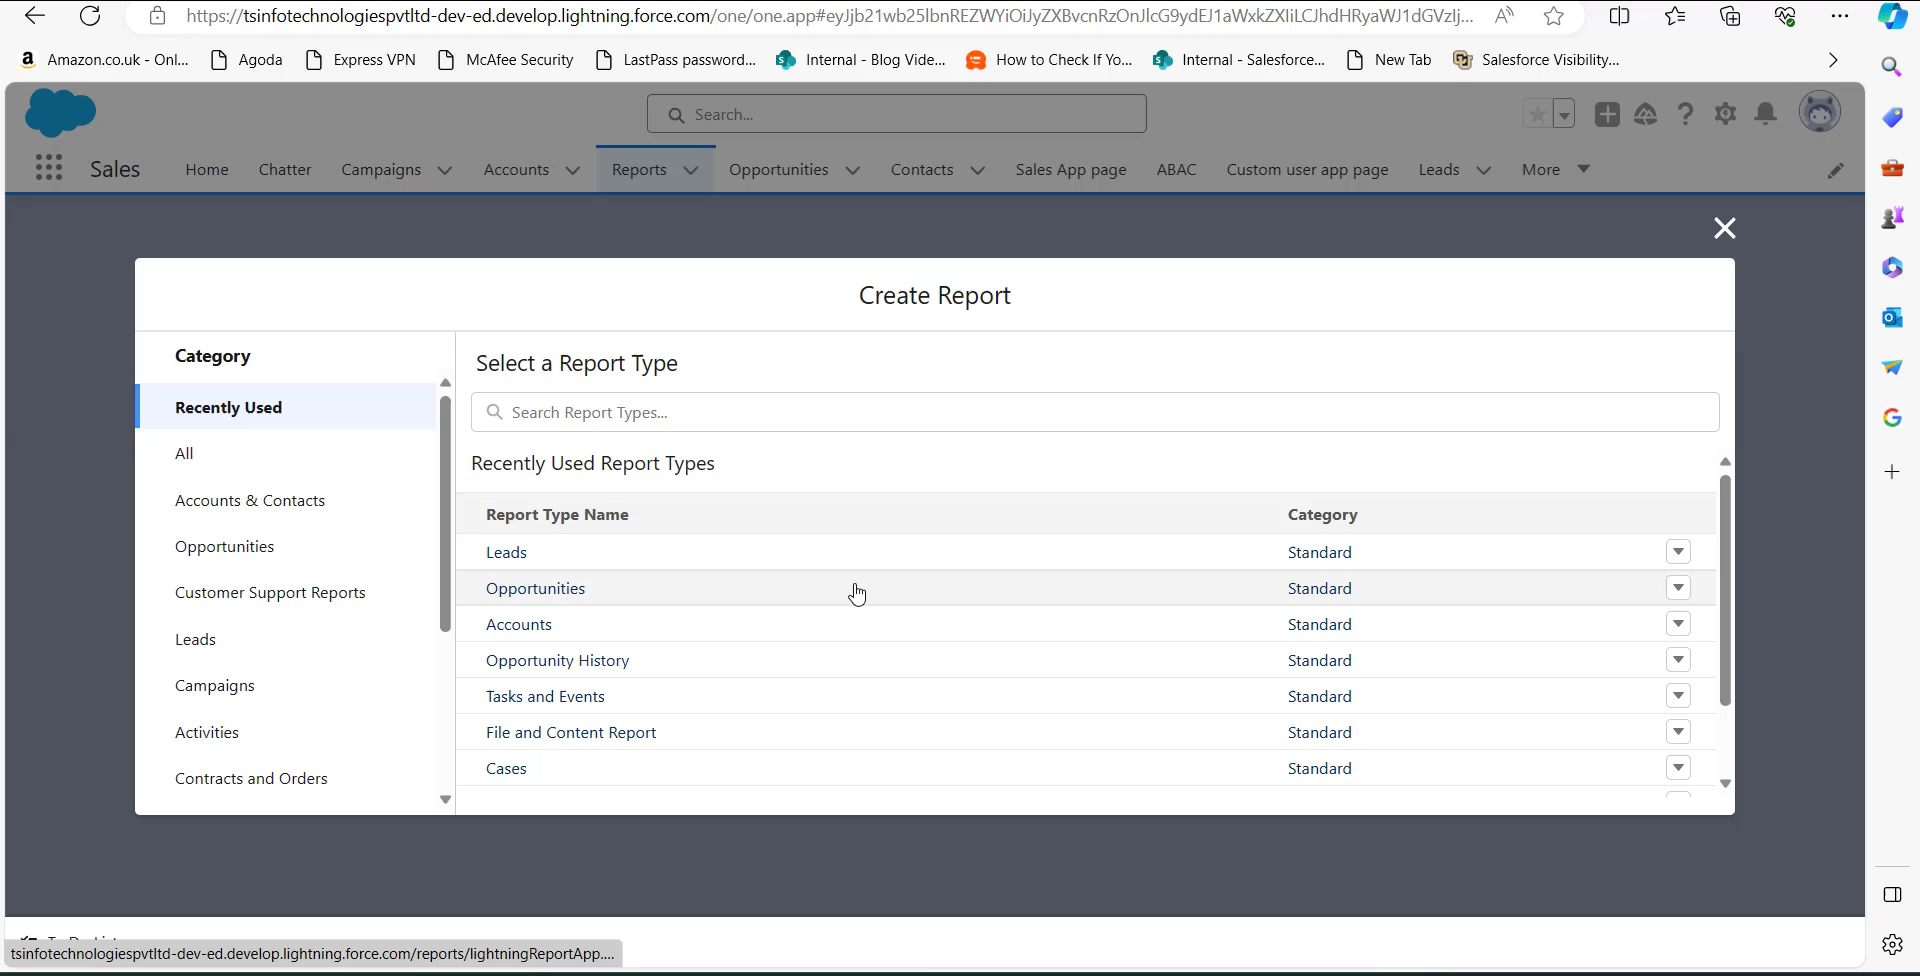 https://tsinfotechnologiespvtltd-dev-ed.develop.lightning.force.com/one/one.app#eyJjb21wb25lbnREZWYiOiJyZXBvcnRzOnJlcG9ydEJ1aWxkZXIiLCJhdHRyaWJ1dGVzIj...
Amazon.co.uk - Onl... Agoda Express VPN McAfee Security LastPass password... Internal - Blog Vide... How to Check If Yo... Internal - Salesforce... New Tab Salesforce Visibility...
Search...
Sales Home Chatter Campaigns Accounts Reports Opportunities Contacts Sales App page ABAC Custom user app page Leads More
Create Report
Category
Recently Used
All
Accounts & Contacts
Opportunities
Customer Support Reports
Leads
Campaigns
Activities
Contracts and Orders
Select a Report Type
Search Report Types...
Recently Used Report Types
Report Type Name Category
Leads Standard
Opportunities Standard
Accounts Standard
Opportunity History Standard
Tasks and Events Standard
File and Content Report Standard
Cases Standard
tsinfotechnologiespvtltd-dev-ed.develop.lightning.force.com/reports/lightningReportApp....